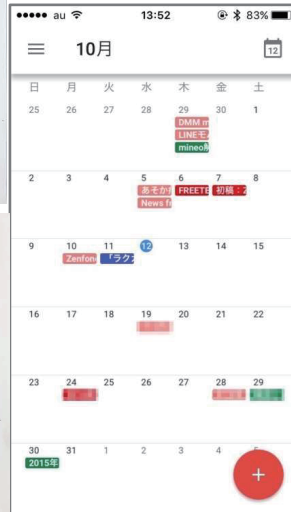 au 13:52 83%
10月 12
日 月 火 水 木 金 土
25 26 27 28 29 30 1
DMM m
LINEモ
mineo
2 3 4 5 6 7 8
あそか FREETE 初稿：
News fr
9 10 11 12 13 14 15
Zenfon 「ラク
16 17 18 19 20 21 22
23 24 25 26 27 28 29
30 31 1 2 3 4 5
2015年
+